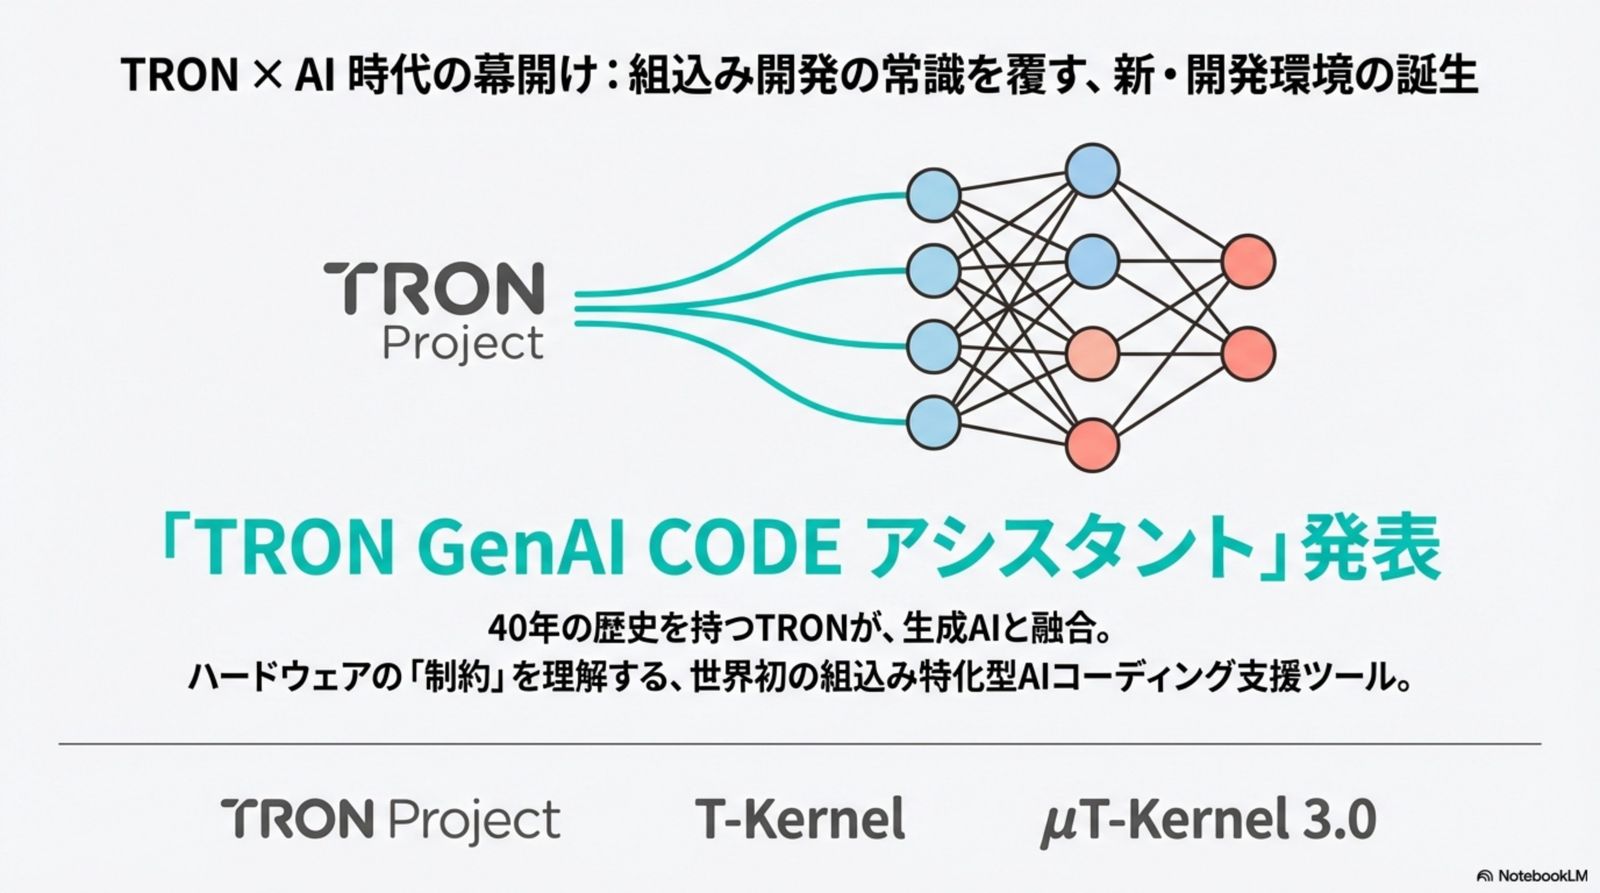 TRON × AI 時代の幕開け：組込み開発の常識を覆す、新・開発環境の誕生
TRON
Project
「TRON GenAI CODE アシスタント」発表
40年の歴史を持つTRONが、生成AIと融合。
ハードウェアの「制約」を理解する、世界初の組込み特化型AIコーディング支援ツール。
TRON Project
T-Kernel
μT-Kernel 3.0
NotebookLM